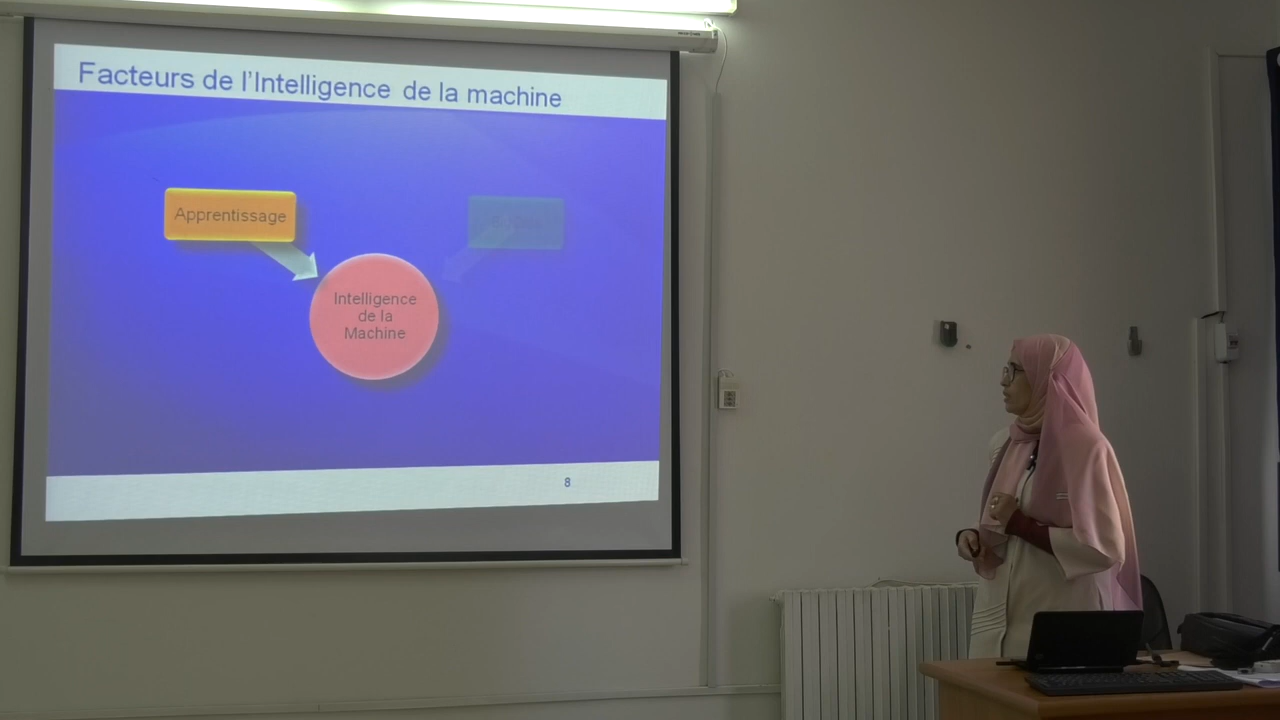 Facteurs de l'Intelligence de la machine
Apprentissage
Intelligence
de la
Machine
8